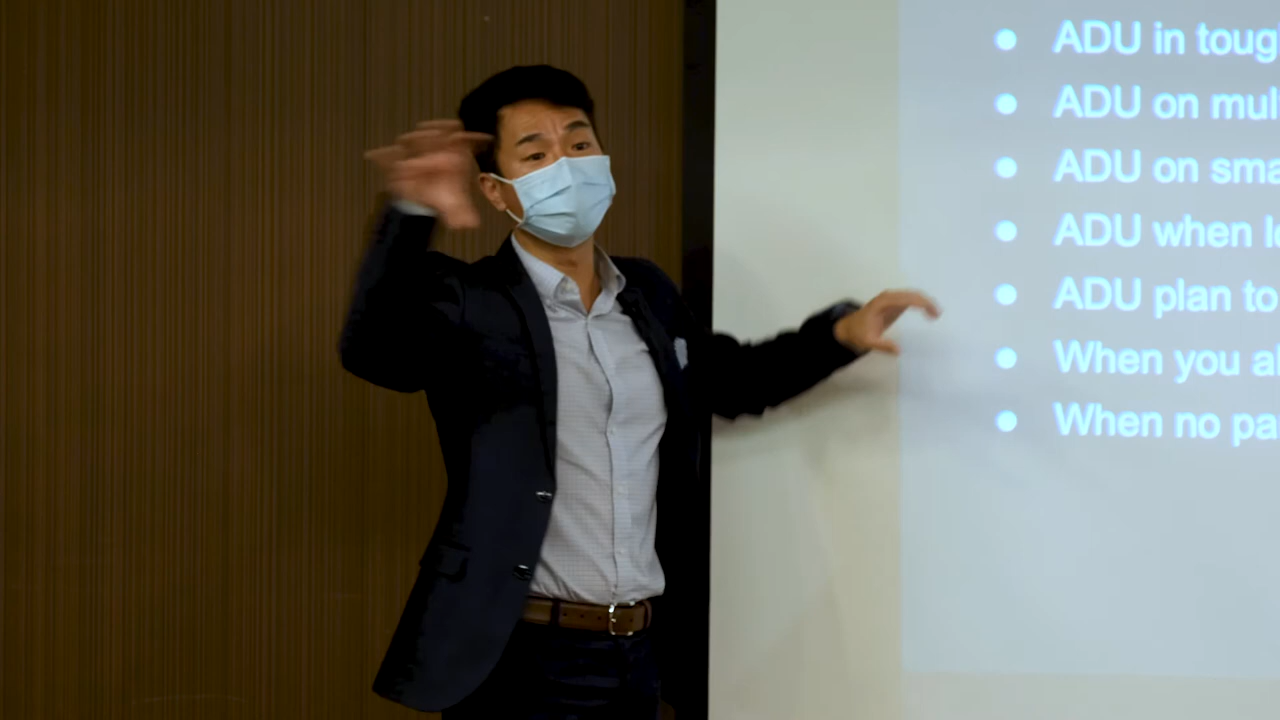 ● ADU in toug
● ADU on mul
● ADU on sma
● ADU when l
● ADU plan to
● When you a
● When no pa